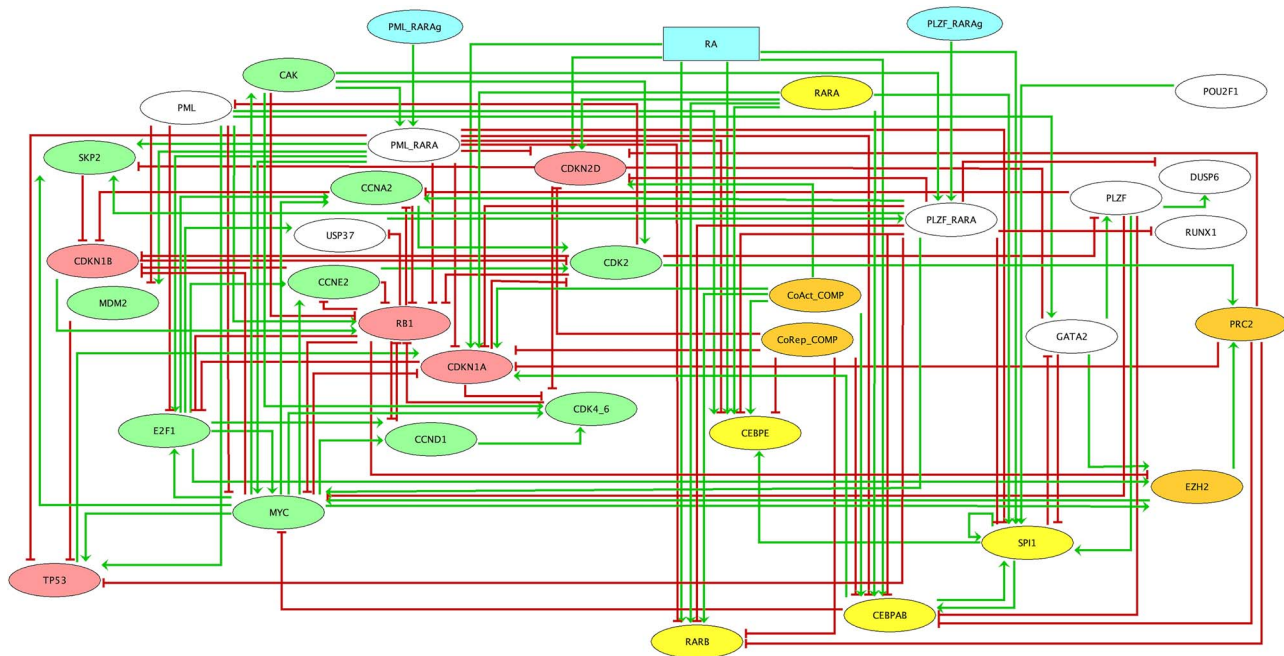 PML_RARAg
PLZF_RARAg
RA
CAK
RARA
POU2F1
PML
PML_RARA
SKP2
CDKN2D
DUSP6
CCNA2
PLZF
PLZF_RARA
USP37
RUNX1
CDKN1B
CDK2
CCNE2
MDM2
CoAct_COMP
RB1
PRC2
GATA2
CoRep_COMP
CDKN1A
CDK4_6
E2F1
CCND1
CEBPE
EZH2
MYC
SPI1
TP53
CEBPAB
RARB